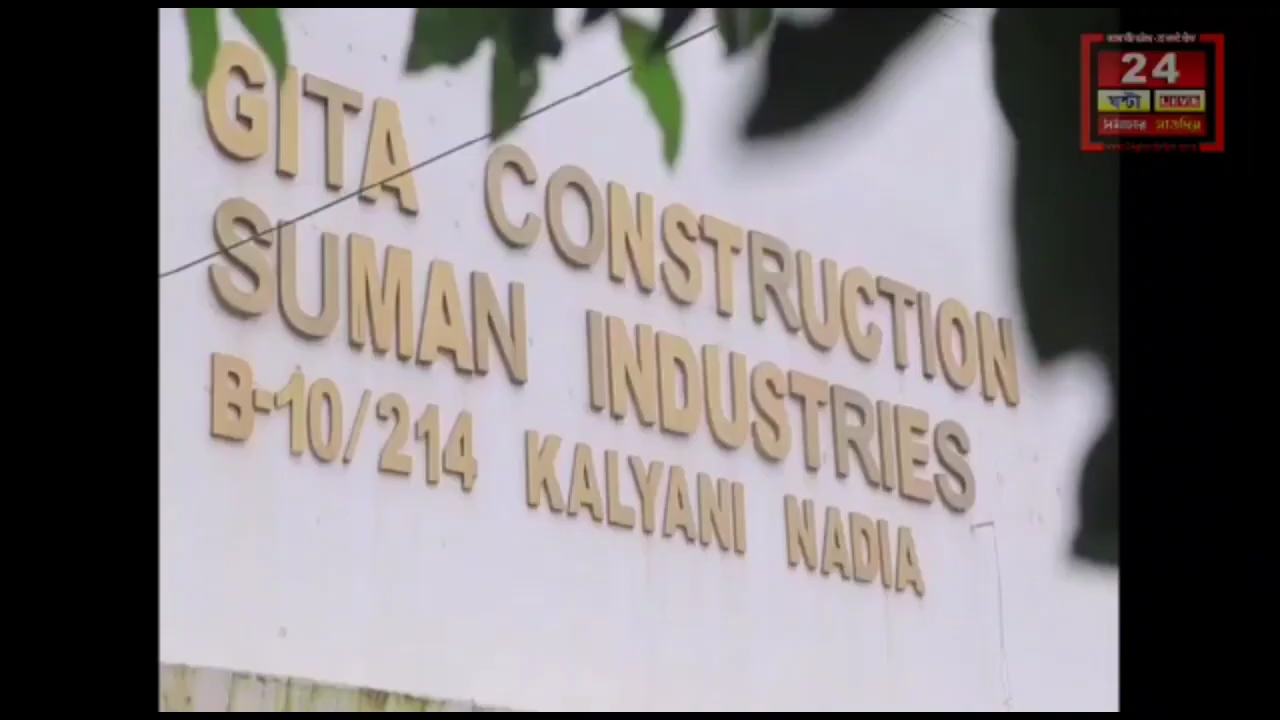 GITA CONSTRUCTION
SUMAN INDUSTRIES
B-10/214 KALYANI NADIA
24
ঘণ্টা LIVE